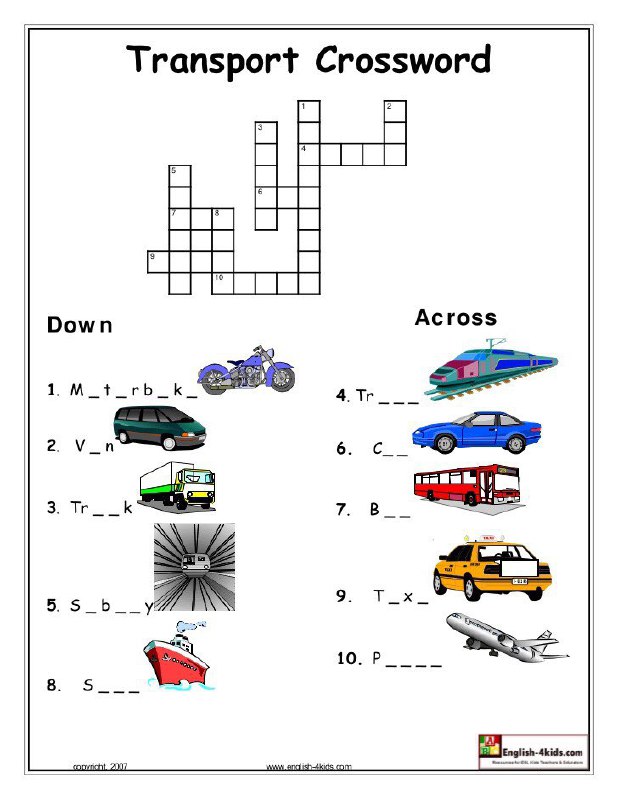 Transport Crossword
1 2
3
4
5
6
7 8
9
10
Down
Across
1. M _ t _ r b _ k _
2. V _ n
3. Tr _ _ k
5. S _ b _ _ y
8. S _ _ _
4. Tr _ _ _
6. C _ _
7. B _ _
9. T _ x _
TAXI
10. P _ _ _ _
English-4kids.com
Resources for ESL Kids Teachers & Educators
copyright, 2007
www.english-4kids.com